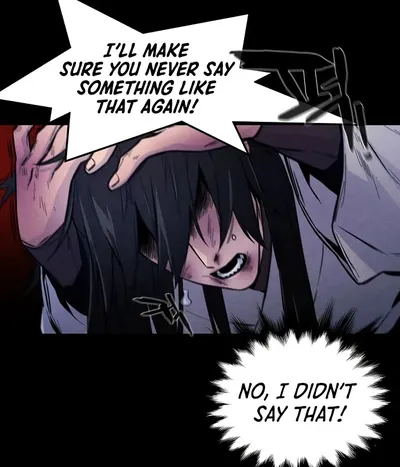 I'LL MAKE
SURE YOU NEVER SAY
SOMETHING LIKE
THAT AGAIN!
NO, I DIDN'T
SAY THAT!